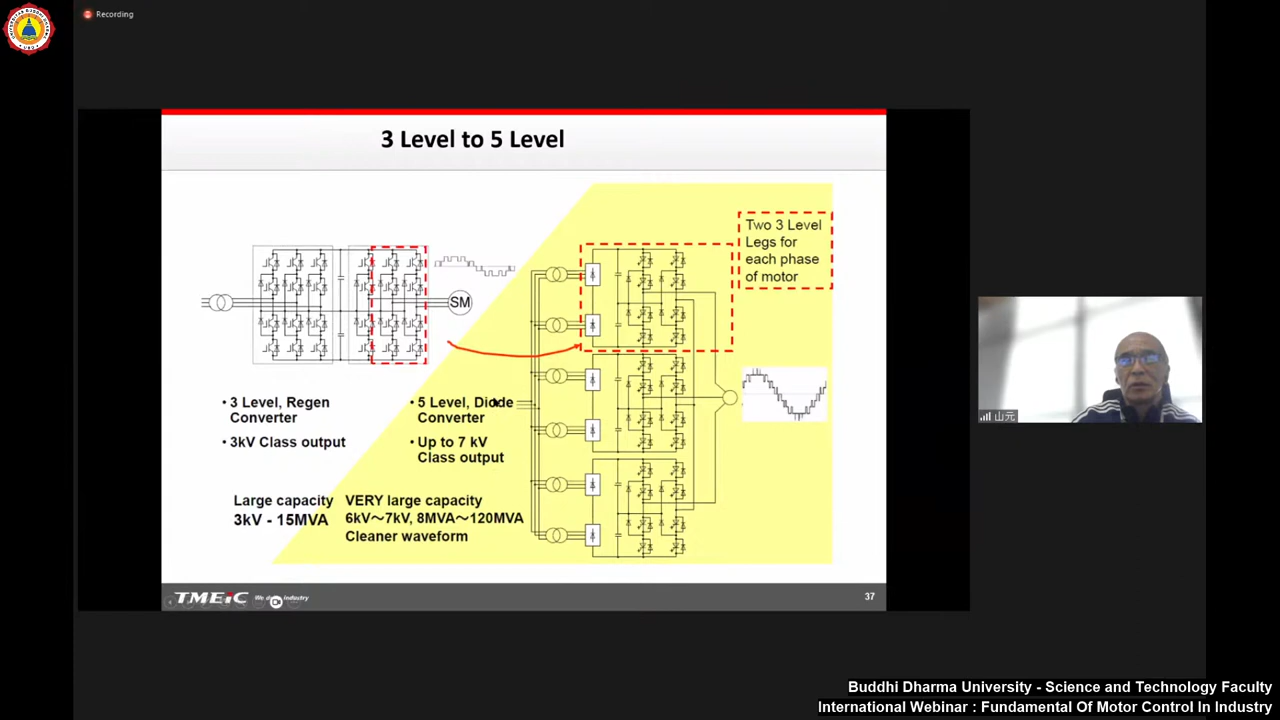 Recording
3 Level to 5 Level
Two 3 Level
Legs for
each phase
of motor
SM
• 3 Level, Regen
Converter
• 3kV Class output
• 5 Level, Diode
Converter
• Up to 7 kV
Class output
Large capacity
3kV - 15MVA
VERY large capacity
6kV～7kV, 8MVA～120MVA
Cleaner waveform
TMEiC
industry
37
山元
Buddhi Dharma University - Science and Technology Faculty
International Webinar : Fundamental Of Motor Control In Industry